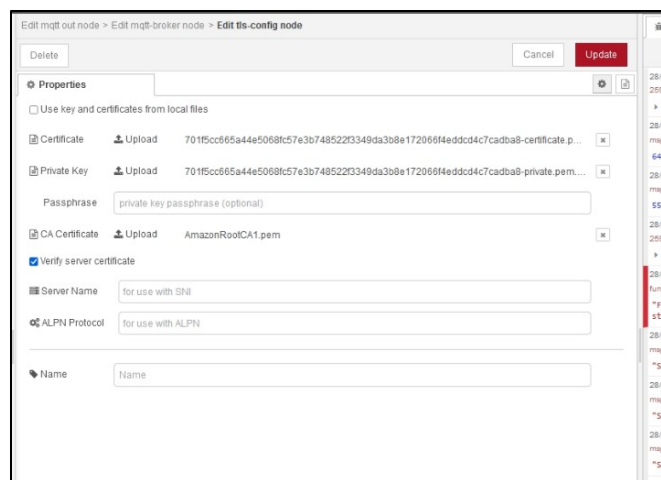 Edit mqtt out node > Edit mqtt-broker node > Edit tls-config node
Delete
Cancel
Update
Properties
Use key and certificates from local files
Certificate
Upload
701f5cc665a44e5068fc57e3b748522f3349da3b8e172066f4eddcd4c7cadba8-certificate.p...
Private Key
Upload
701f5cc665a44e5068fc57e3b748522f3349da3b8e172066f4eddcd4c7cadba8-private.pem....
Passphrase
private key passphrase (optional)
CA Certificate
Upload
AmazonRootCA1.pem
Verify server certificate
Server Name
for use with SNI
ALPN Protocol
for use with ALPN
Name
Name